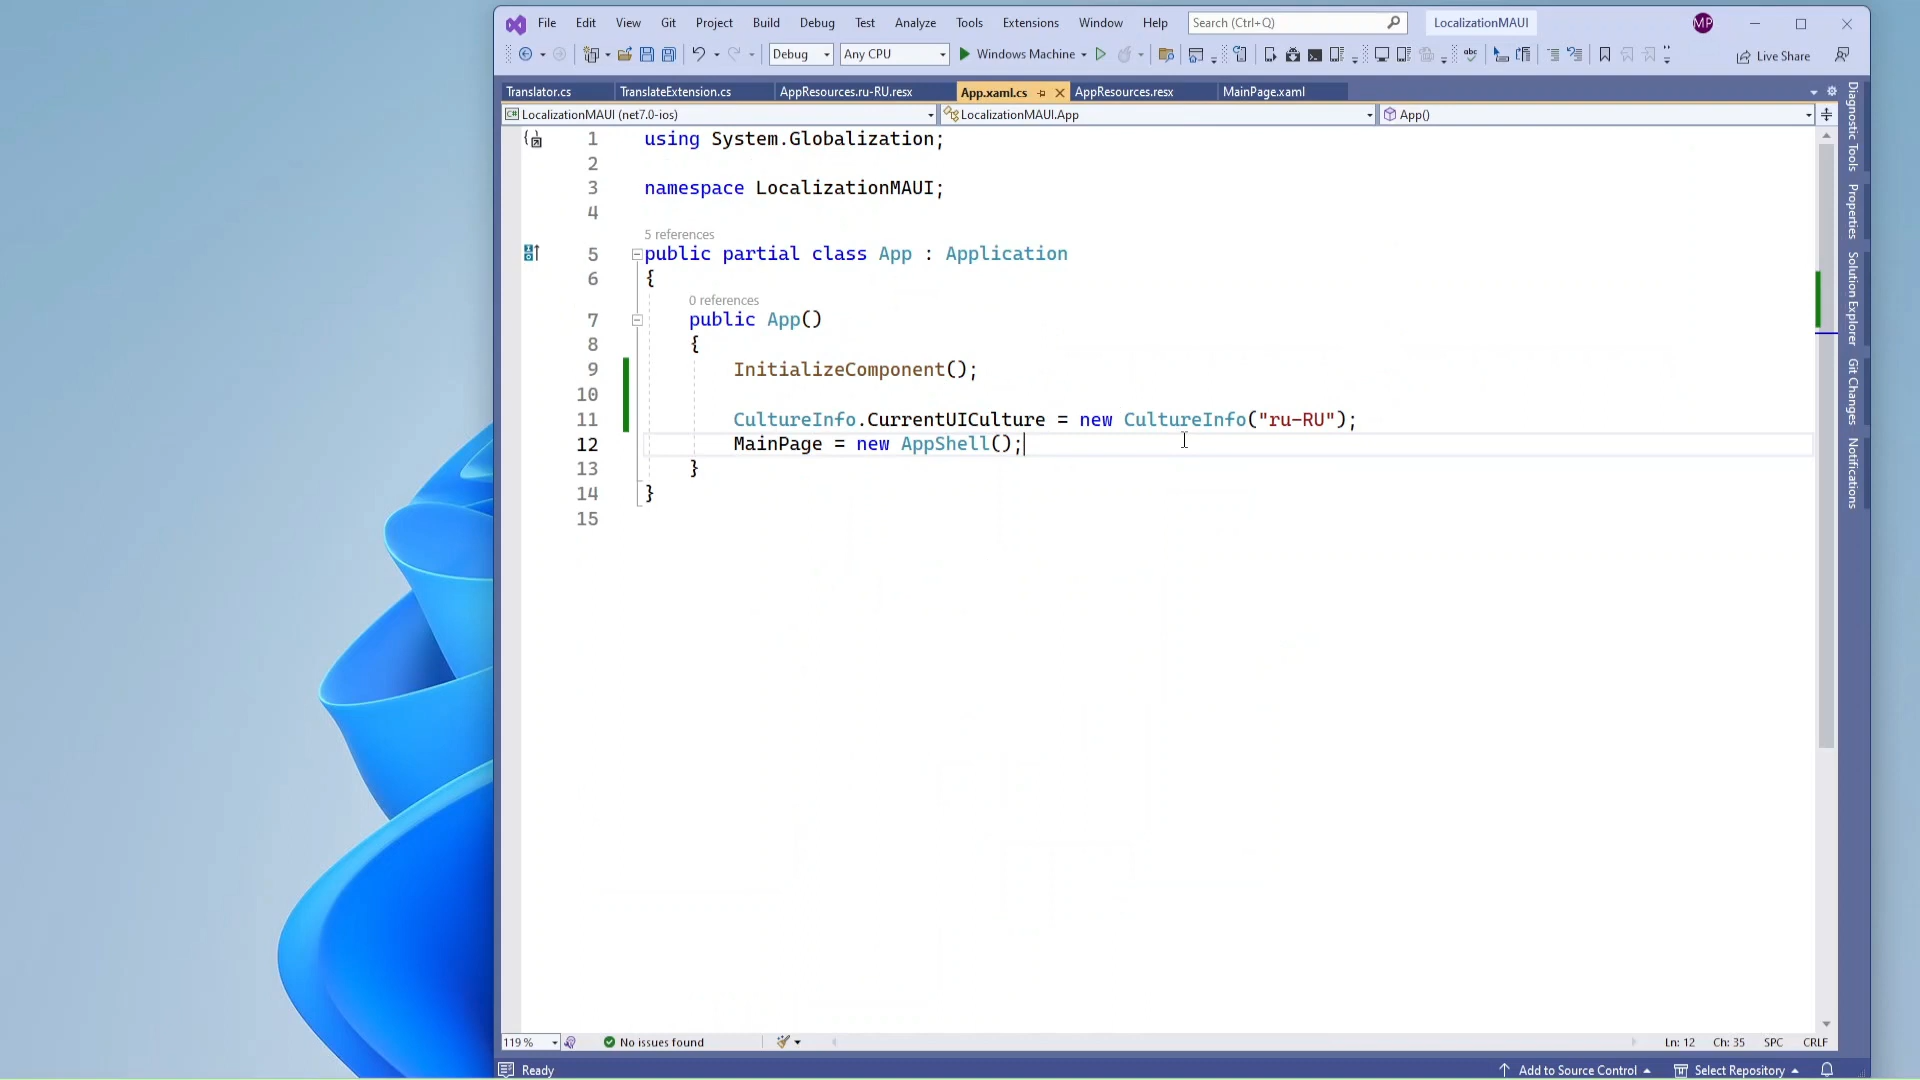 File Edit View Git Project Build Debug Test Analyze Tools Extensions Window Help Search (Ctrl+Q) LocalizationMAUI MP
Debug Any CPU Windows Machine Live Share
Translator.cs TranslateExtension.cs AppResources.ru-RU.resx App.xaml.cs AppResources.resx MainPage.xaml
LocalizationMAUI (net7.0-ios) LocalizationMAUI.App App()
1 using System.Globalization;
2
3 namespace LocalizationMAUI;
4
5 references
5 public partial class App : Application
6 {
0 references
7 public App()
8 {
9 InitializeComponent();
10
11 CultureInfo.CurrentUICulture = new CultureInfo("ru-RU");
12 MainPage = new AppShell();
13 }
14 }
15
Diagnostic Tools
Properties
Solution Explorer
Git Changes
Notifications
119 % No issues found Ln: 12 Ch: 35 SPC CRLF
Ready Add to Source Control Select Repository